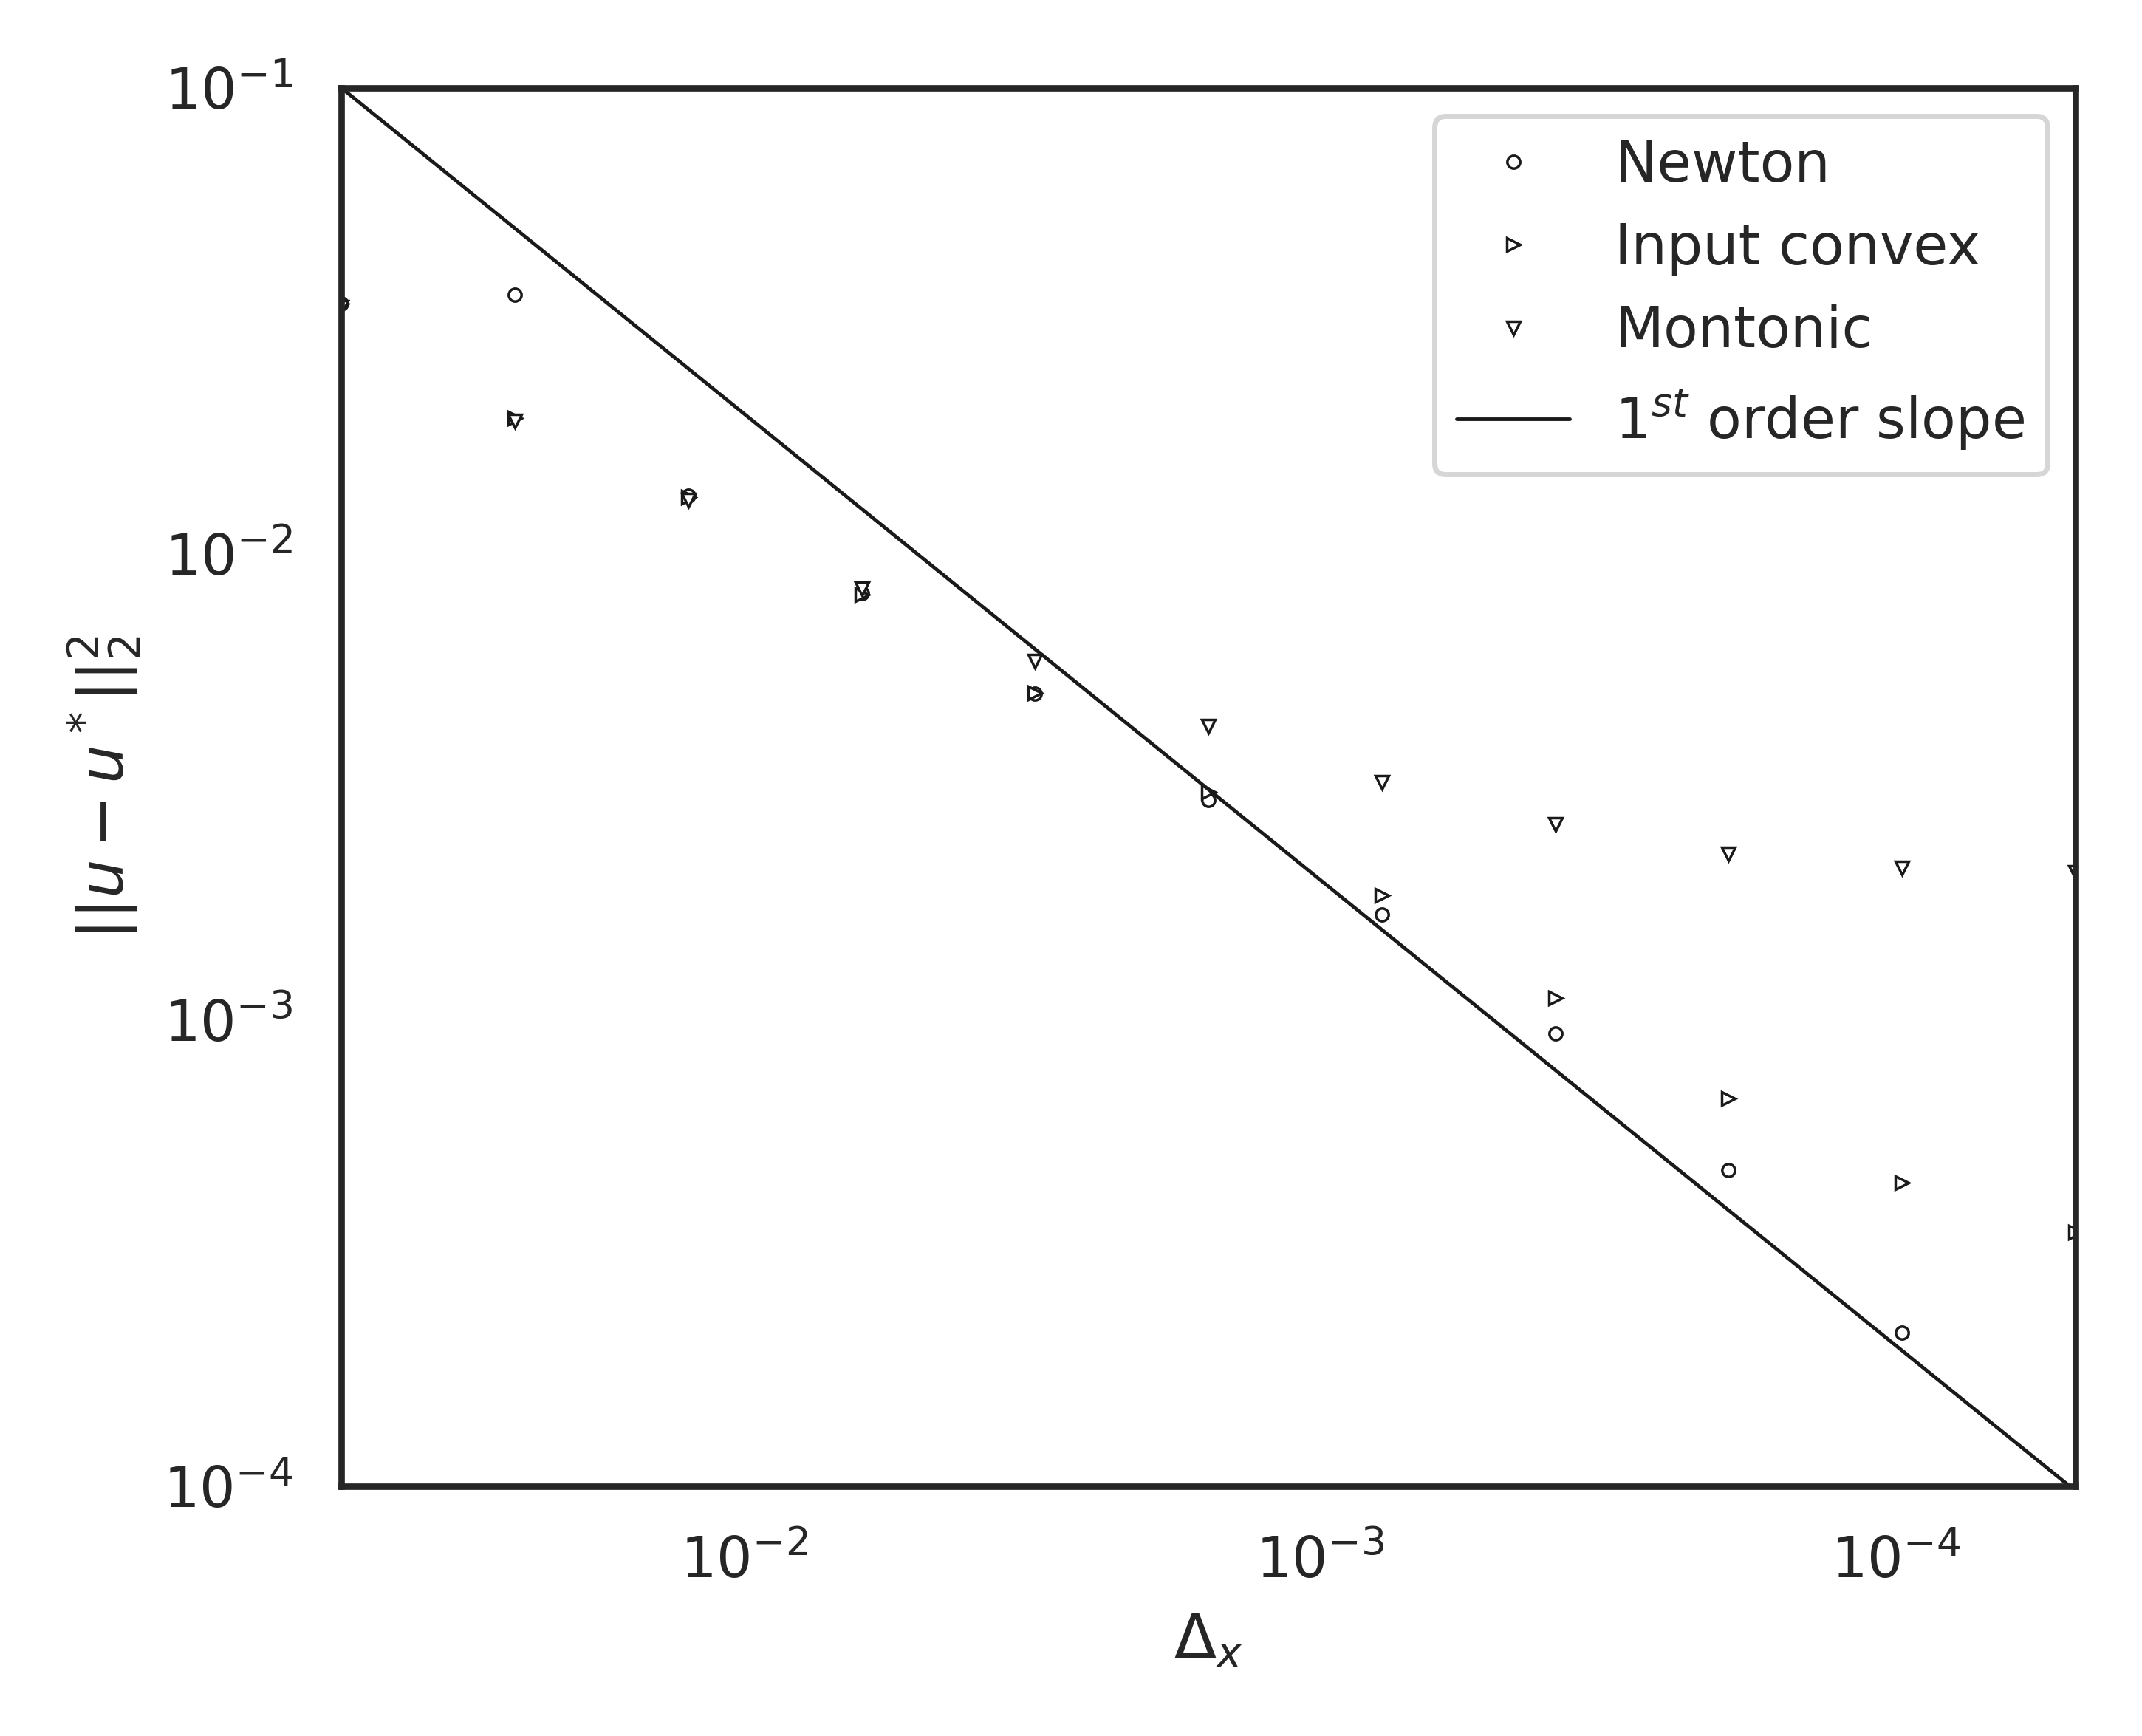 10⁻¹
10⁻²
10⁻³
10⁻⁴
||u − u*||₂²
Newton
Input convex
Montonic
1ˢᵗ order slope
10⁻²
10⁻³
10⁻⁴
Δₓ